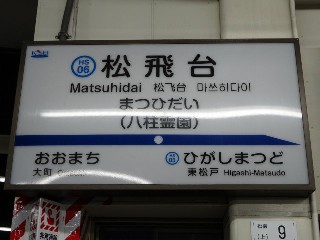 HS
06
松飛台
Matsuhidai 松飞台 마쓰히다이
まつひだい
(八柱霊園)
おおまち
大町
HS
05
ひがしまつど
東松戸 Higashi-Matsudo
9